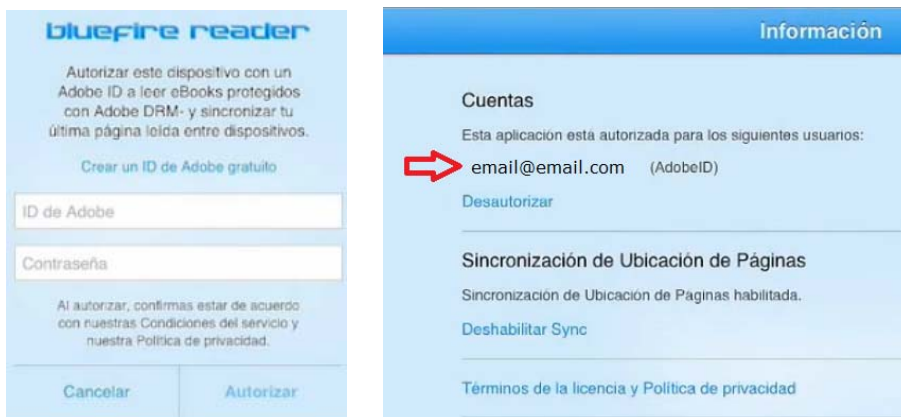 bluefire reader
Autorizar este dispositivo con un
Adobe ID a leer eBooks protegidos
con Adobe DRM- y sincronizar tu
última página leída entre dispositivos.
Crear un ID de Adobe gratuito
ID de Adobe
Contraseña
Al autorizar, confirmas estar de acuerdo
con nuestras Condiciones del servicio y
nuestra Política de privacidad.
Cancelar
Autorizar
Información
Cuentas
Esta aplicación está autorizada para los siguientes usuarios:
email@email.com (AdobeID)
Desautorizar
Sincronización de Ubicación de Páginas
Sincronización de Ubicación de Páginas habilitada.
Deshabilitar Sync
Términos de la licencia y Política de privacidad